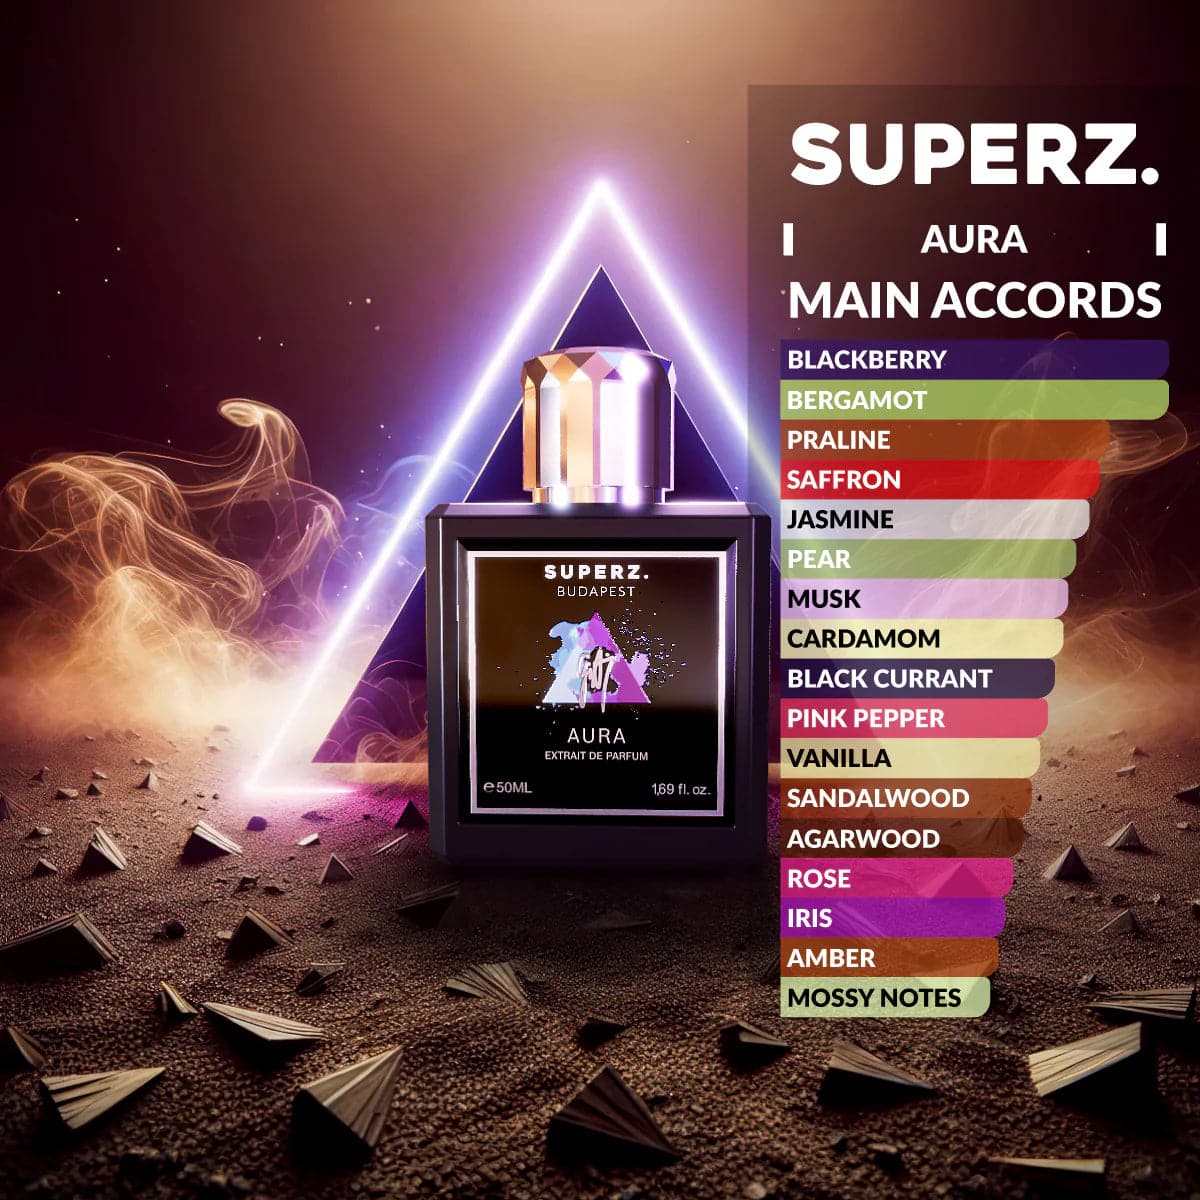 SUPERZ.
AURA
MAIN ACCORDS
BLACKBERRY
BERGAMOT
PRALINE
SAFFRON
JASMINE
PEAR
MUSK
CARDAMOM
BLACK CURRANT
PINK PEPPER
VANILLA
SANDALWOOD
AGARWOOD
ROSE
IRIS
AMBER
MOSSY NOTES
SUPERZ.
BUDAPEST
AURA
EXTRAIT DE PARFUM
℮50ML 1,69 fl. oz.